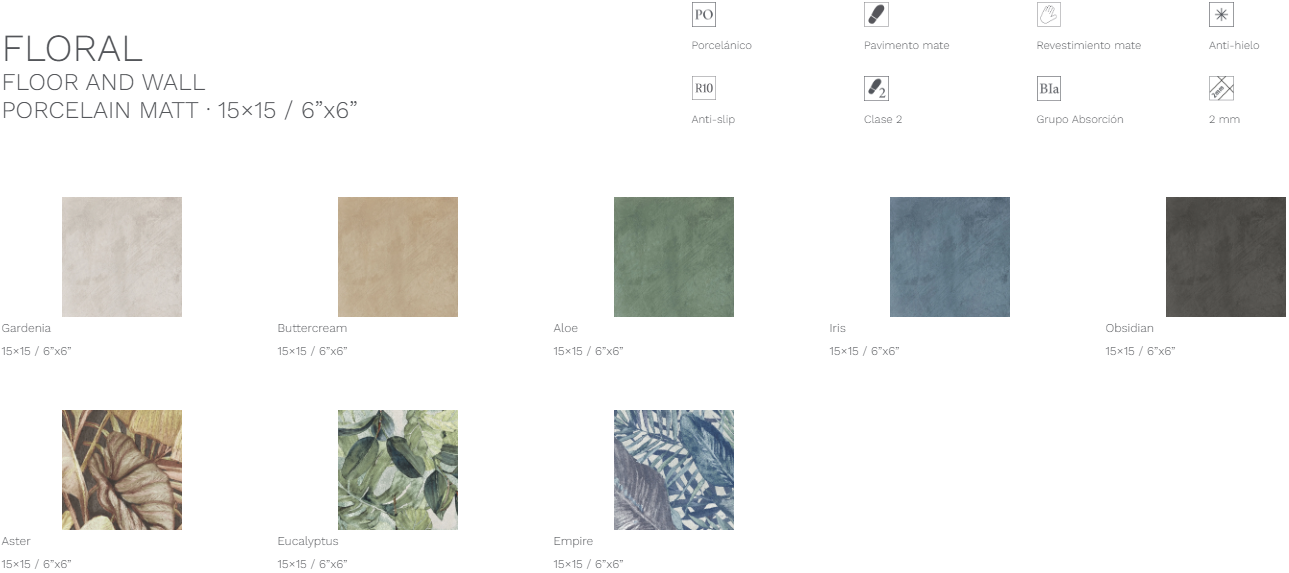 FLORAL
FLOOR AND WALL
PORCELAIN MATT · 15×15 / 6”x6”
PO
Porcelánico
Pavimento mate
Revestimiento mate
Anti-hielo
R10
Anti-slip
2
Clase 2
BIa
Grupo Absorción
2mm
2 mm
Gardenia
15×15 / 6”x6”
Buttercream
15×15 / 6”x6”
Aloe
15×15 / 6”x6”
Iris
15×15 / 6”x6”
Obsidian
15×15 / 6”x6”
Aster
15×15 / 6”x6”
Eucalyptus
15×15 / 6”x6”
Empire
15×15 / 6”x6”